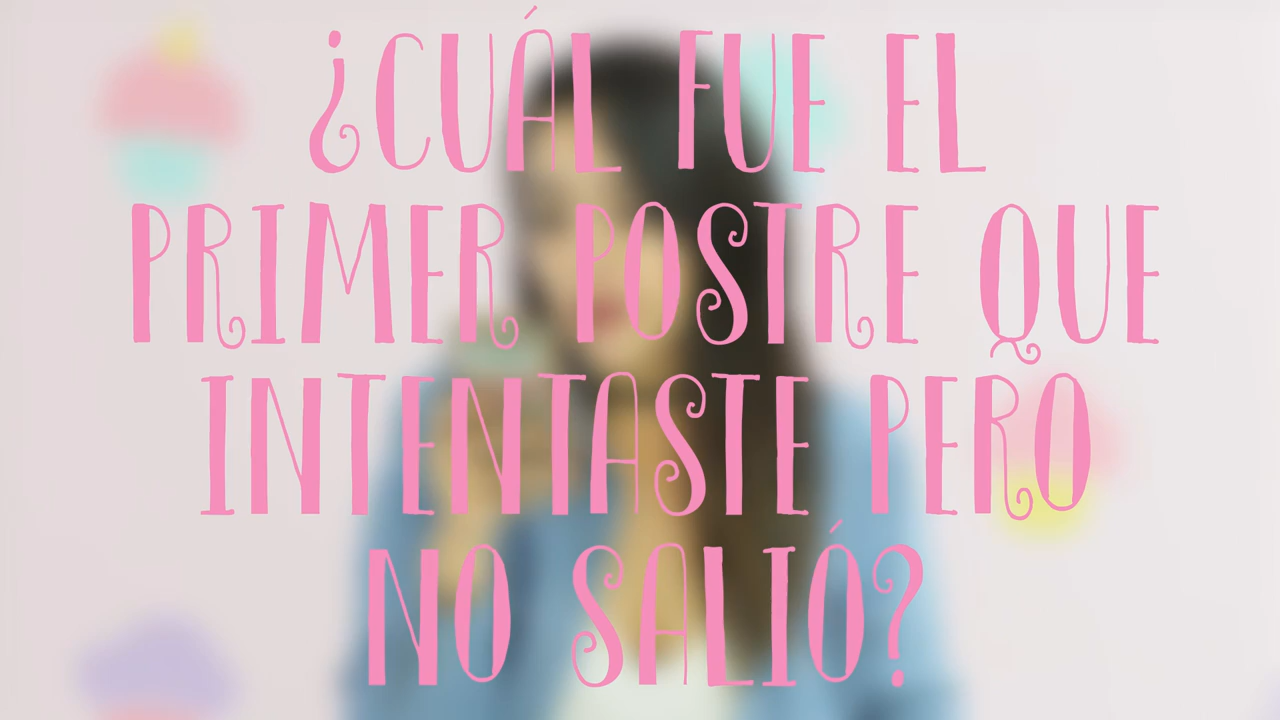 ¿CUÁL FUE EL
PRIMER POSTRE QUE
INTENTASTE PERO
NO SALIÓ?